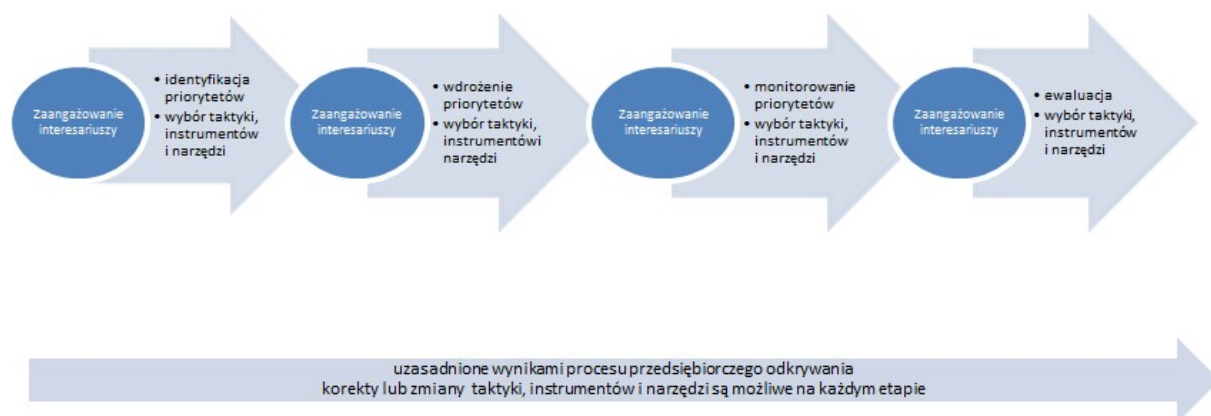 Zaangażowanie
interesariuszy
• identyfikacja
priorytetów
• wybór taktyki,
instrumentów
i narzędzi
Zaangażowanie
interesariuszy
• wdrożenie
priorytetów
• wybór taktyki,
instrumentówi
narzędzi
Zaangażowanie
interesariuszy
• monitorowanie
priorytetów
• wybór taktyki,
instrumentów
i narzędzi
Zaangażowanie
interesariuszy
• ewaluacja
• wybór taktyki,
instrumentów
i narzędzi
uzasadnione wynikami procesu przedsiębiorczego odkrywania
korekty lub zmiany taktyki, instrumentów i narzędzi są możliwe na każdym etapie